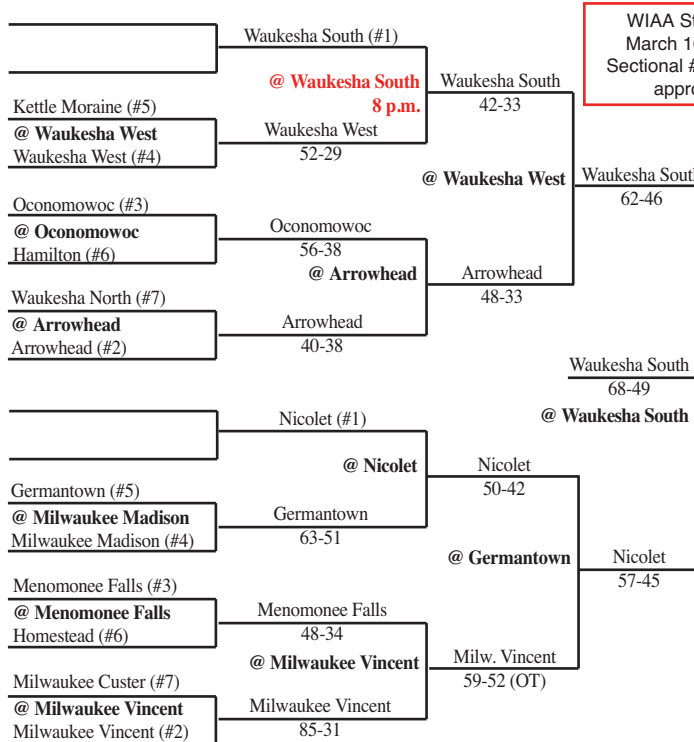 Waukesha South (#1)
WIAA
March
Sectional
@ Waukesha South
8 p.m.
Waukesha South
42-33
Kettle Moraine (#5)
@ Waukesha West
Waukesha West (#4)
Waukesha West
52-29
@ Waukesha West
Waukesha South
62-46
Oconomowoc (#3)
@ Oconomowoc
Hamilton (#6)
Oconomowoc
56-38
@ Arrowhead
Arrowhead
48-33
Waukesha North (#7)
@ Arrowhead
Arrowhead (#2)
Arrowhead
40-38
Waukesha South
68-49
@ Waukesha South
Nicolet (#1)
@ Nicolet
Nicolet
50-42
Germantown (#5)
@ Milwaukee Madison
Milwaukee Madison (#4)
Germantown
63-51
@ Germantown
Nicolet
57-45
Menomonee Falls (#3)
@ Menomonee Falls
Homestead (#6)
Menomonee Falls
48-34
@ Milwaukee Vincent
Milw. Vincent
59-52 (OT)
Milwaukee Custer (#7)
@ Milwaukee Vincent
Milwaukee Vincent (#2)
Milwaukee Vincent
85-31